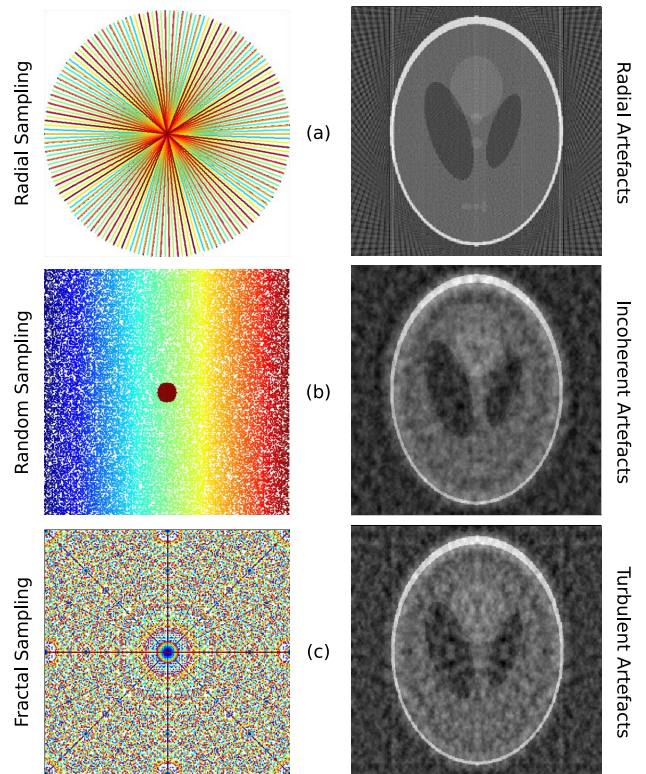 Radial Sampling
(a)
Radial Artefacts
Random Sampling
(b)
Incoherent Artefacts
Fractal Sampling
(c)
Turbulent Artefacts